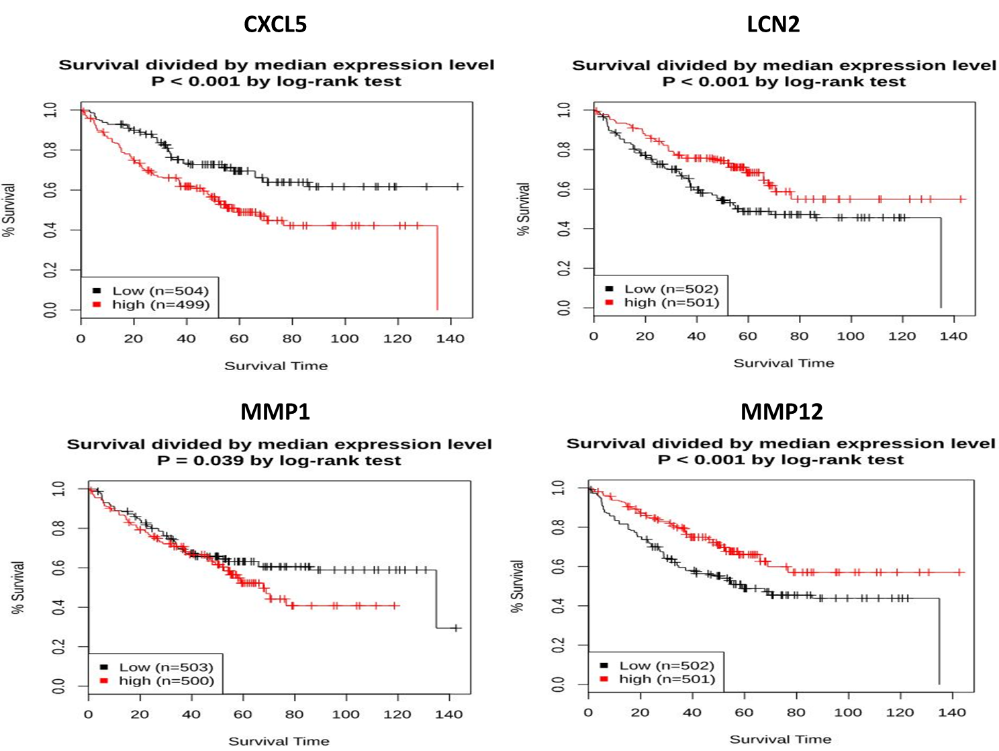 CXCL5
Survival divided by median expression level
P < 0.001 by log-rank test
% Survival
1.0
0.8
0.6
0.4
0.2
0.0
Low (n=504)
high (n=499)
0 20 40 60 80 100 120 140
Survival Time
LCN2
Survival divided by median expression level
P < 0.001 by log-rank test
% Survival
1.0
0.8
0.6
0.4
0.2
0.0
Low (n=502)
high (n=501)
0 20 40 60 80 100 120 140
Survival Time
MMP1
Survival divided by median expression level
P = 0.039 by log-rank test
% Survival
1.0
0.8
0.6
0.4
0.2
0.0
Low (n=503)
high (n=500)
0 20 40 60 80 100 120 140
Survival Time
MMP12
Survival divided by median expression level
P < 0.001 by log-rank test
% Survival
1.0
0.8
0.6
0.4
0.2
0.0
Low (n=502)
high (n=501)
0 20 40 60 80 100 120 140
Survival Time